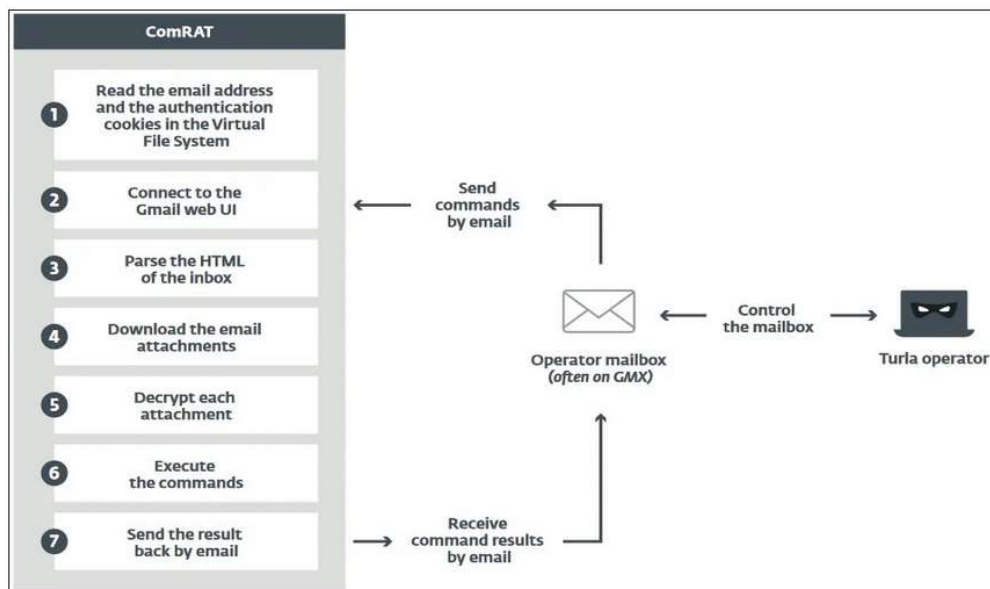 ComRAT
1
Read the email address
and the authentication
cookies in the Virtual
File System
2
Connect to the
Gmail web UI
3
Parse the HTML
of the inbox
4
Download the email
attachments
5
Decrypt each
attachment
6
Execute
the commands
7
Send the result
back by email
Send
commands
by email
Receive
command results
by email
Operator mailbox
(often on GMX)
Control
the mailbox
Turla operator